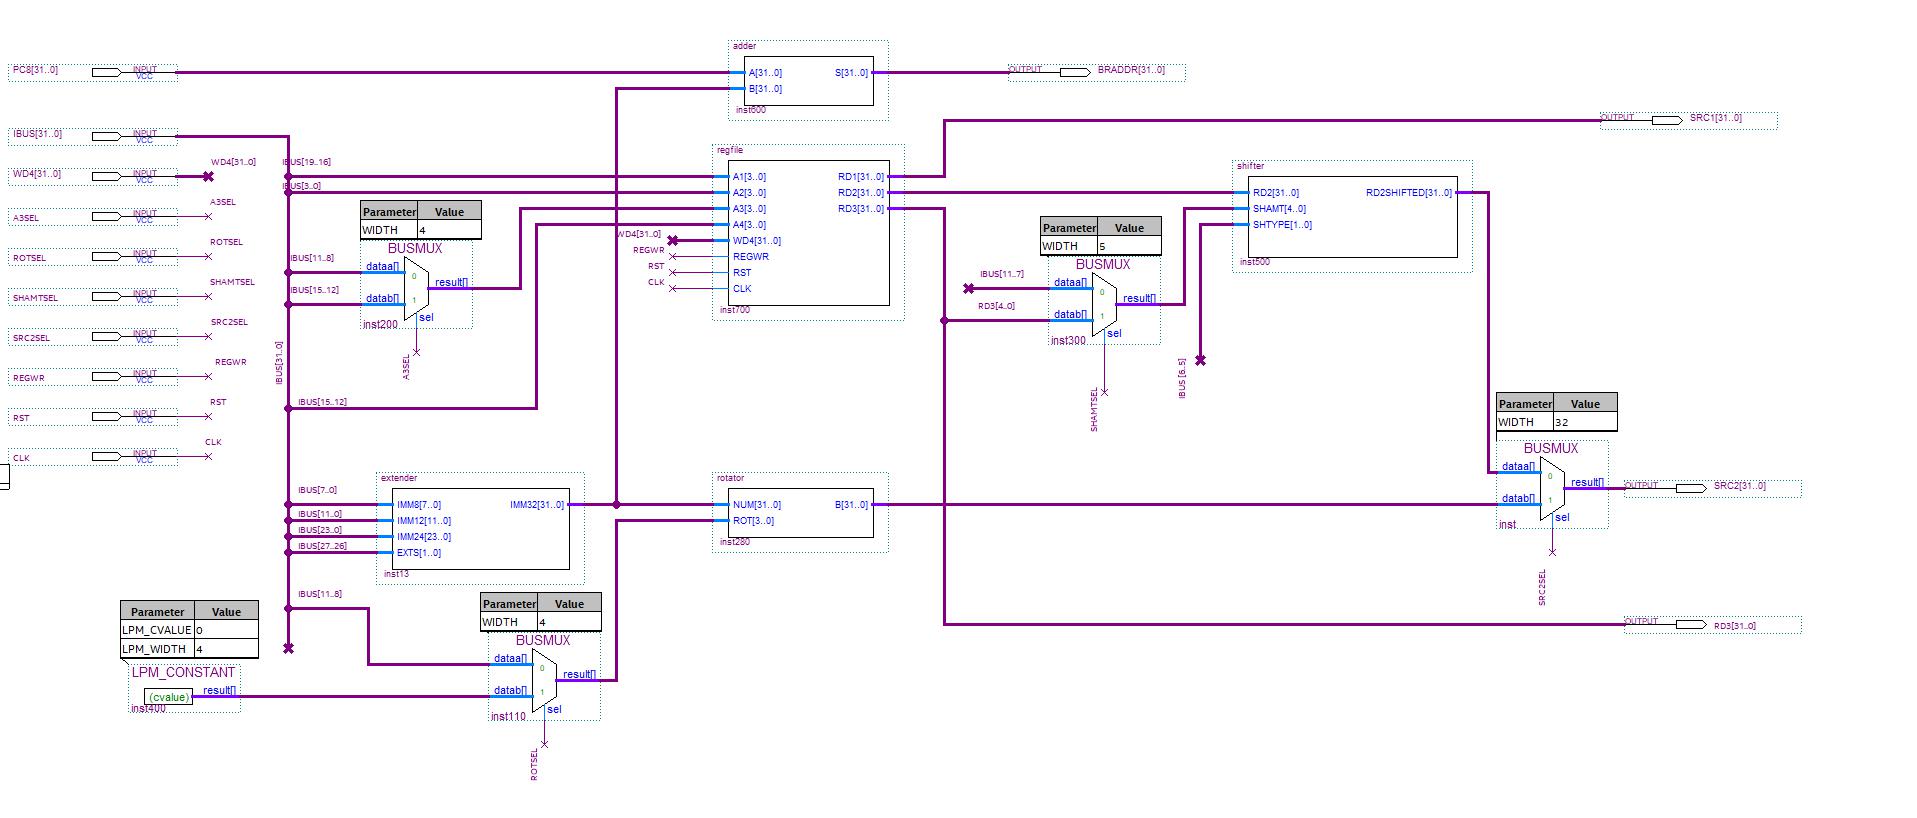 adder
PC8[31..0] INPUT VCC
A[31..0] S[31..0]
B[31..0]
inst600
OUTPUT BRADDR[31..0]
OUTPUT SRC1[31..0]
IBUS[31..0] INPUT VCC
WD4[31..0] INPUT VCC WD4[31..0]
A3SEL INPUT VCC A3SEL
ROTSEL INPUT VCC ROTSEL
SHAMTSEL INPUT VCC SHAMTSEL
SRC2SEL INPUT VCC SRC2SEL
REGWR INPUT VCC REGWR
RST INPUT VCC RST
CLK INPUT VCC CLK
IBUS[31..0]
IBUS[19..16]
IBUS[3..0]
Parameter Value
WIDTH 4
BUSMUX
IBUS[11..8] dataa[] 0
result[]
IBUS[15..12] datab[] 1
sel
inst200
A3SEL
IBUS[15..12]
regfile
A1[3..0] RD1[31..0]
A2[3..0] RD2[31..0]
A3[3..0] RD3[31..0]
A4[3..0]
WD4[31..0] WD4[31..0]
REGWR REGWR
RST RST
CLK CLK
inst700
Parameter Value
WIDTH 5
BUSMUX
IBUS[11..7] dataa[] 0
result[]
RD3[4..0] datab[] 1
sel
inst300
SHAMTSEL
shifter
RD2[31..0] RD2SHIFTED[31..0]
SHAMT[4..0]
SHTYPE[1..0]
inst500
IBUS [6..5]
Parameter Value
WIDTH 32
BUSMUX
dataa[] 0
result[] OUTPUT SRC2[31..0]
datab[] 1
sel
inst
SRC2SEL
extender
IBUS[7..0] IMM8[7..0] IMM32[31..0]
IBUS[11..0] IMM12[11..0]
IBUS[23..0] IMM24[23..0]
IBUS[27..26] EXTS[1..0]
inst13
rotator
NUM[31..0] B[31..0]
ROT[3..0]
inst280
IBUS[11..8]
Parameter Value
LPM_CVALUE 0
LPM_WIDTH 4
LPM_CONSTANT
(cvalue) result[]
inst400
Parameter Value
WIDTH 4
BUSMUX
dataa[] 0
result[]
datab[] 1
sel
inst110
ROTSEL
OUTPUT RD3[31..0]